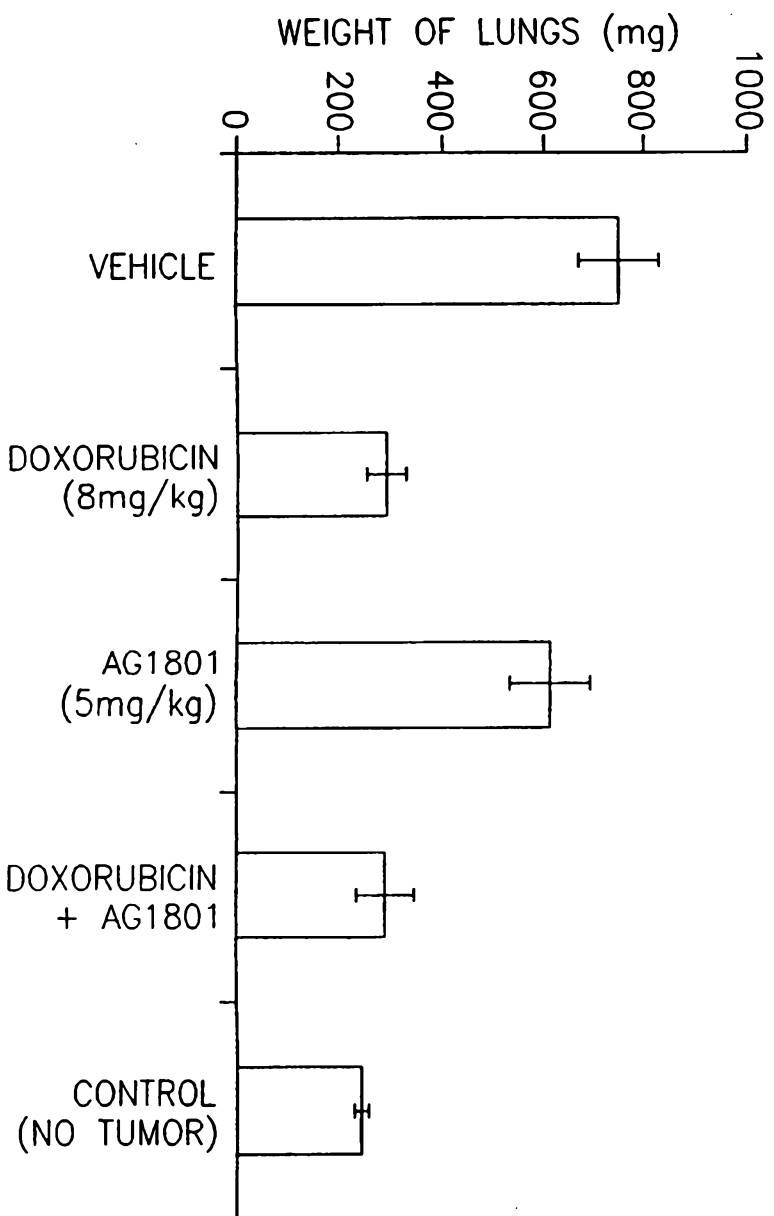 WEIGHT OF LUNGS (mg)
0
200
400
600
800
1000
VEHICLE
DOXORUBICIN
(8mg/kg)
AG1801
(5mg/kg)
DOXORUBICIN
+ AG1801
CONTROL
(NO TUMOR)